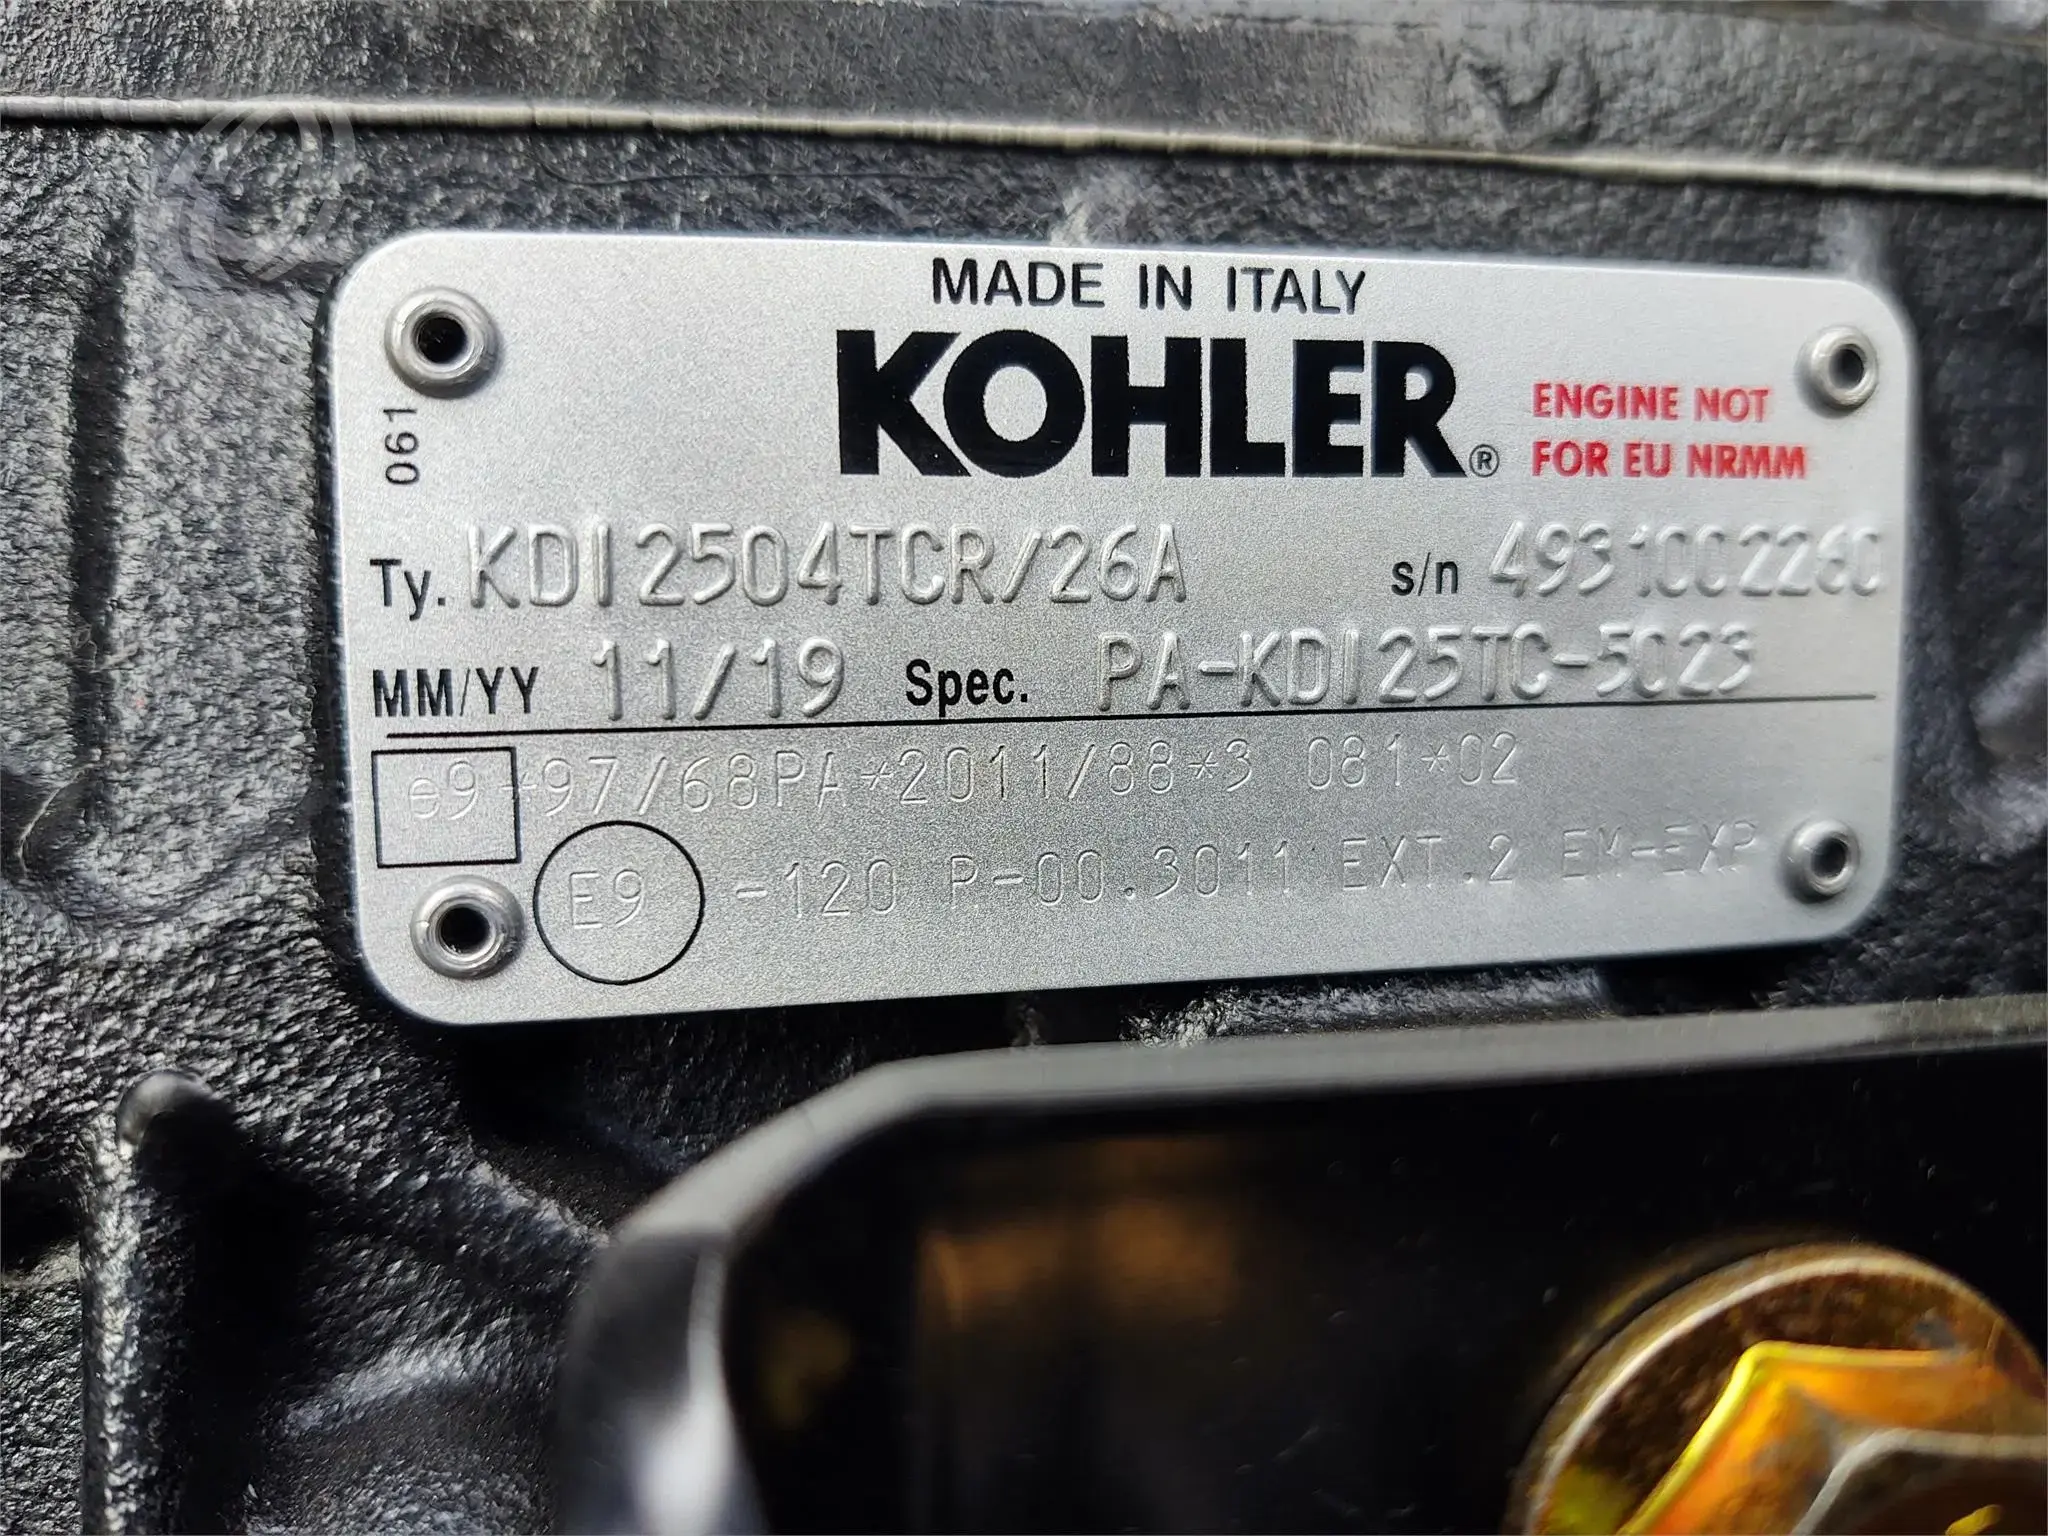 MADE IN ITALY
KOHLER®
ENGINE NOT
FOR EU NRMM
061
Ty. KDI2504TCR/26A s/n 4931002260
MM/YY 11/19 Spec. PA-KDI25TC-5023
e9*97/68PA*2011/88*3 081*02
E9 -120 R-00.3011 EXT.2 EM-EXP